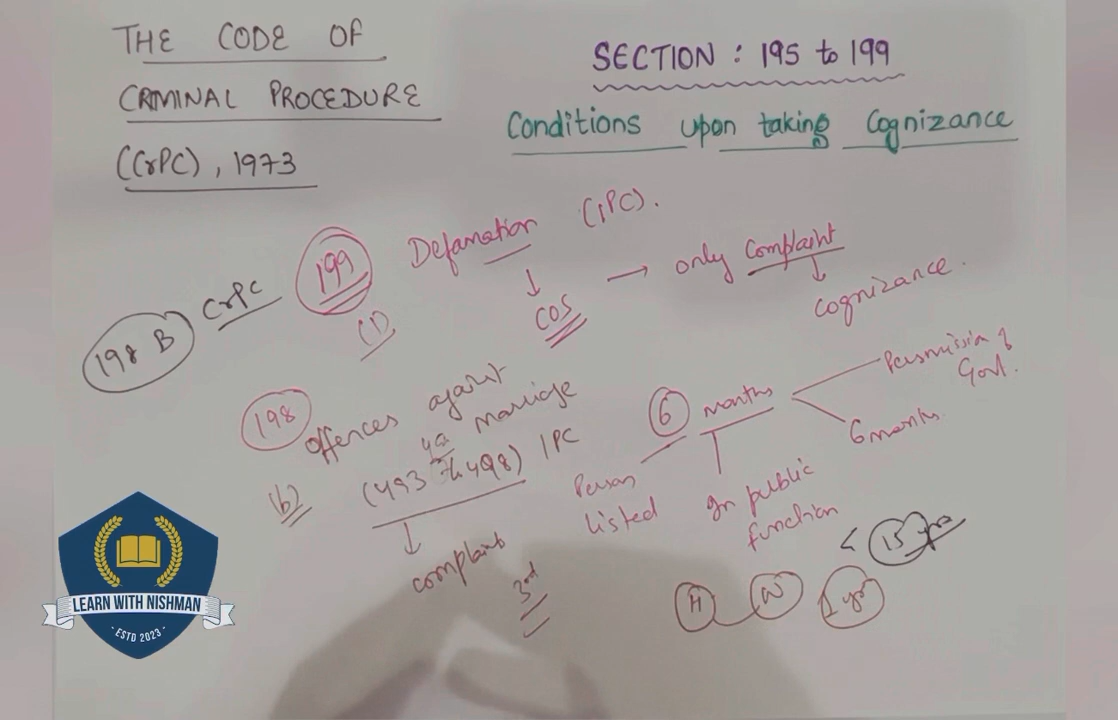 THE CODE OF
CRMINAL PROCEDURE
(CrPC), 1973
SECTION : 195 to 199
Conditions upon taking Cognizance
198 B CrPC
199
(1)
Defamation (IPC).
COS
only Complaint
Cognizance.
198
offences against
marriage
(493 to 498) IPC
(b)
complaint
3rd
6 months
Permission of
Govt.
6 months.
Person
listed
In public
function
< 15 yrs
H W 1 yr
LEARN WITH NISHMAN
- ESTD 2023 -